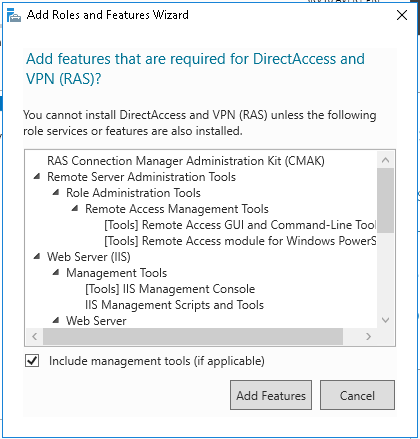 Add Roles and Features Wizard
Add features that are required for DirectAccess and
VPN (RAS)?
You cannot install DirectAccess and VPN (RAS) unless the following
role services or features are also installed.
RAS Connection Manager Administration Kit (CMAK)
Remote Server Administration Tools
Role Administration Tools
Remote Access Management Tools
[Tools] Remote Access GUI and Command-Line Tool
[Tools] Remote Access module for Windows PowerS
Web Server (IIS)
Management Tools
[Tools] IIS Management Console
IIS Management Scripts and Tools
Web Server
Include management tools (if applicable)
Add Features
Cancel